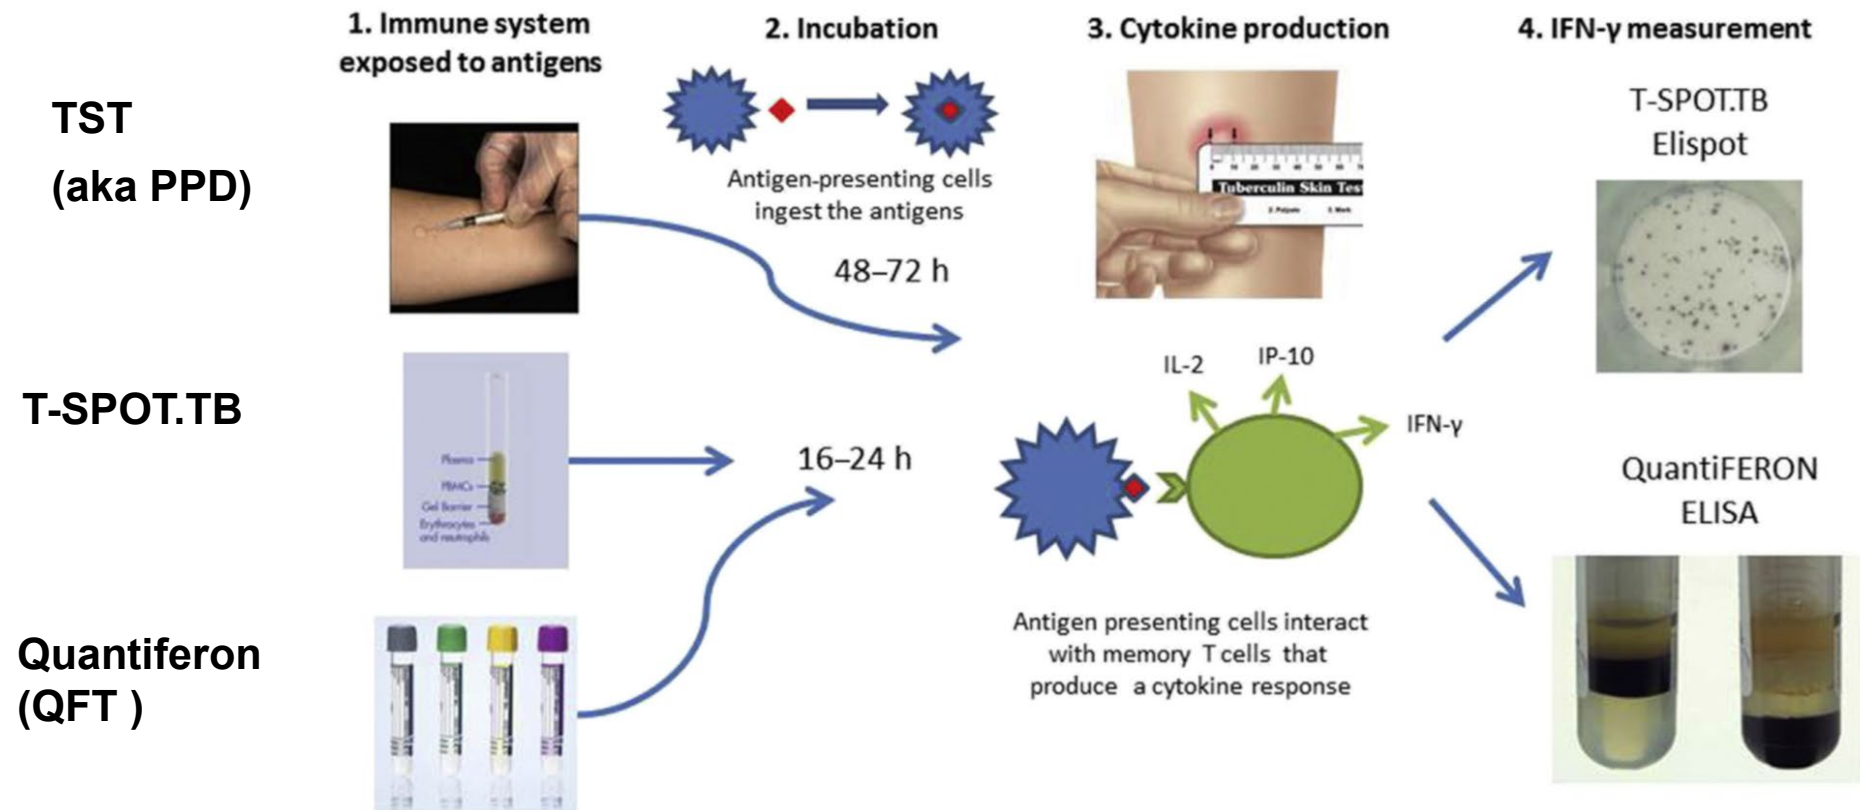 1. Immune system
exposed to antigens
2. Incubation
3. Cytokine production
4. IFN-γ measurement
TST
(aka PPD)
Antigen-presenting cells
ingest the antigens
48–72 h
Tuberculin Skin Test
T-SPOT.TB
Elispot
T-SPOT.TB
Plasma
PBMCs
Gel Barrier
Erythrocytes
and neutrophils
16–24 h
IL-2
IP-10
IFN-γ
QuantiFERON
ELISA
Quantiferon
(QFT )
Antigen presenting cells interact
with memory T cells that
produce a cytokine response